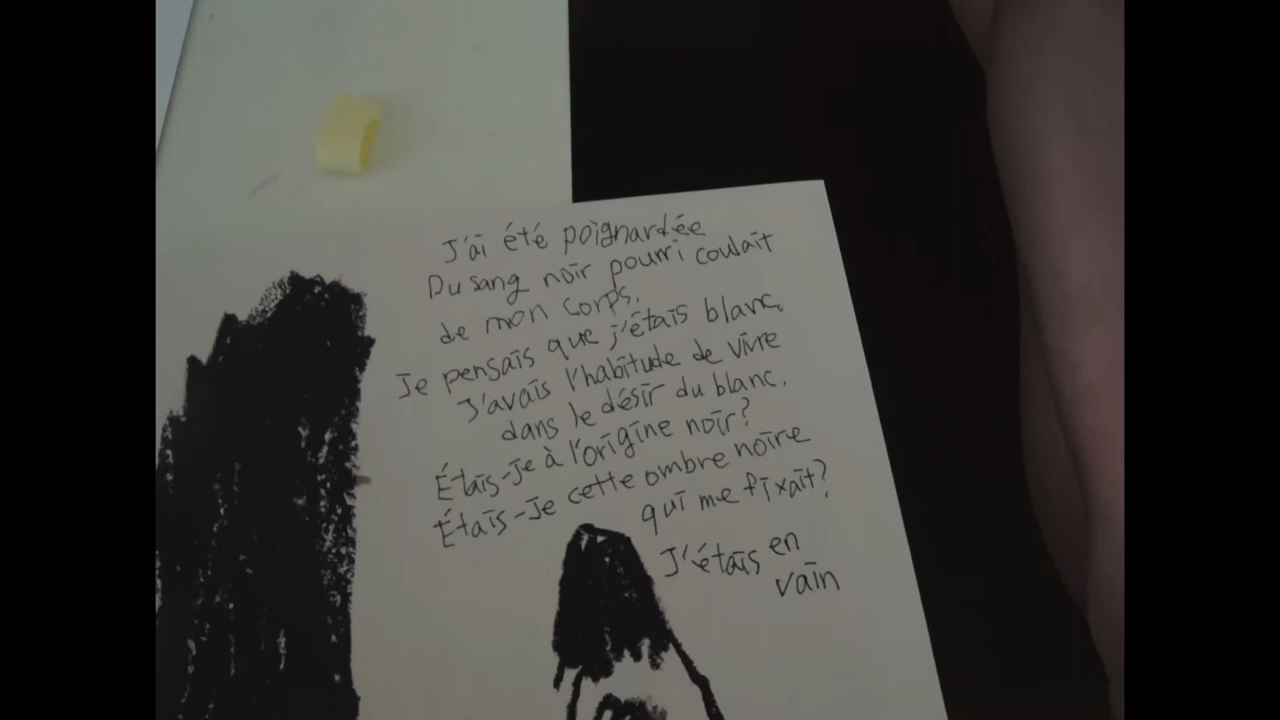 J'ai été poignardée
Du sang noir pourri coulait
de mon corps.
Je pensais que j'étais blanc.
J'avais l'habitude de vivre
dans le désir du blanc.
Étais-je à l'origine noir?
Étais-je cette ombre noire
qui me fixait?
J'étais en
vain